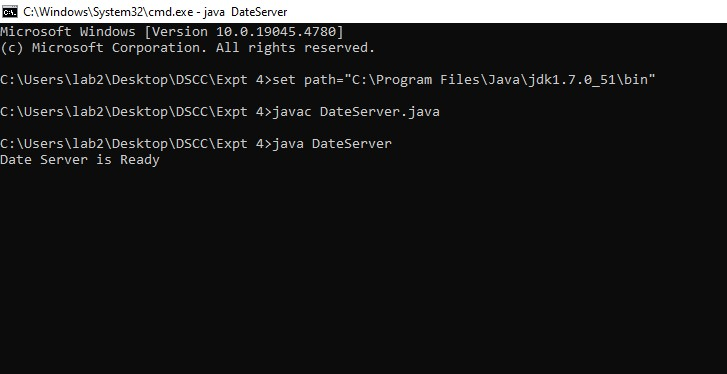 C:\Windows\System32\cmd.exe - java  DateServer
Microsoft Windows [Version 10.0.19045.4780]
(c) Microsoft Corporation. All rights reserved.
C:\Users\lab2\Desktop\DSCC\Expt 4>set path="C:\Program Files\Java\jdk1.7.0_51\bin"
C:\Users\lab2\Desktop\DSCC\Expt 4>javac DateServer.java
C:\Users\lab2\Desktop\DSCC\Expt 4>java DateServer
Date Server is Ready